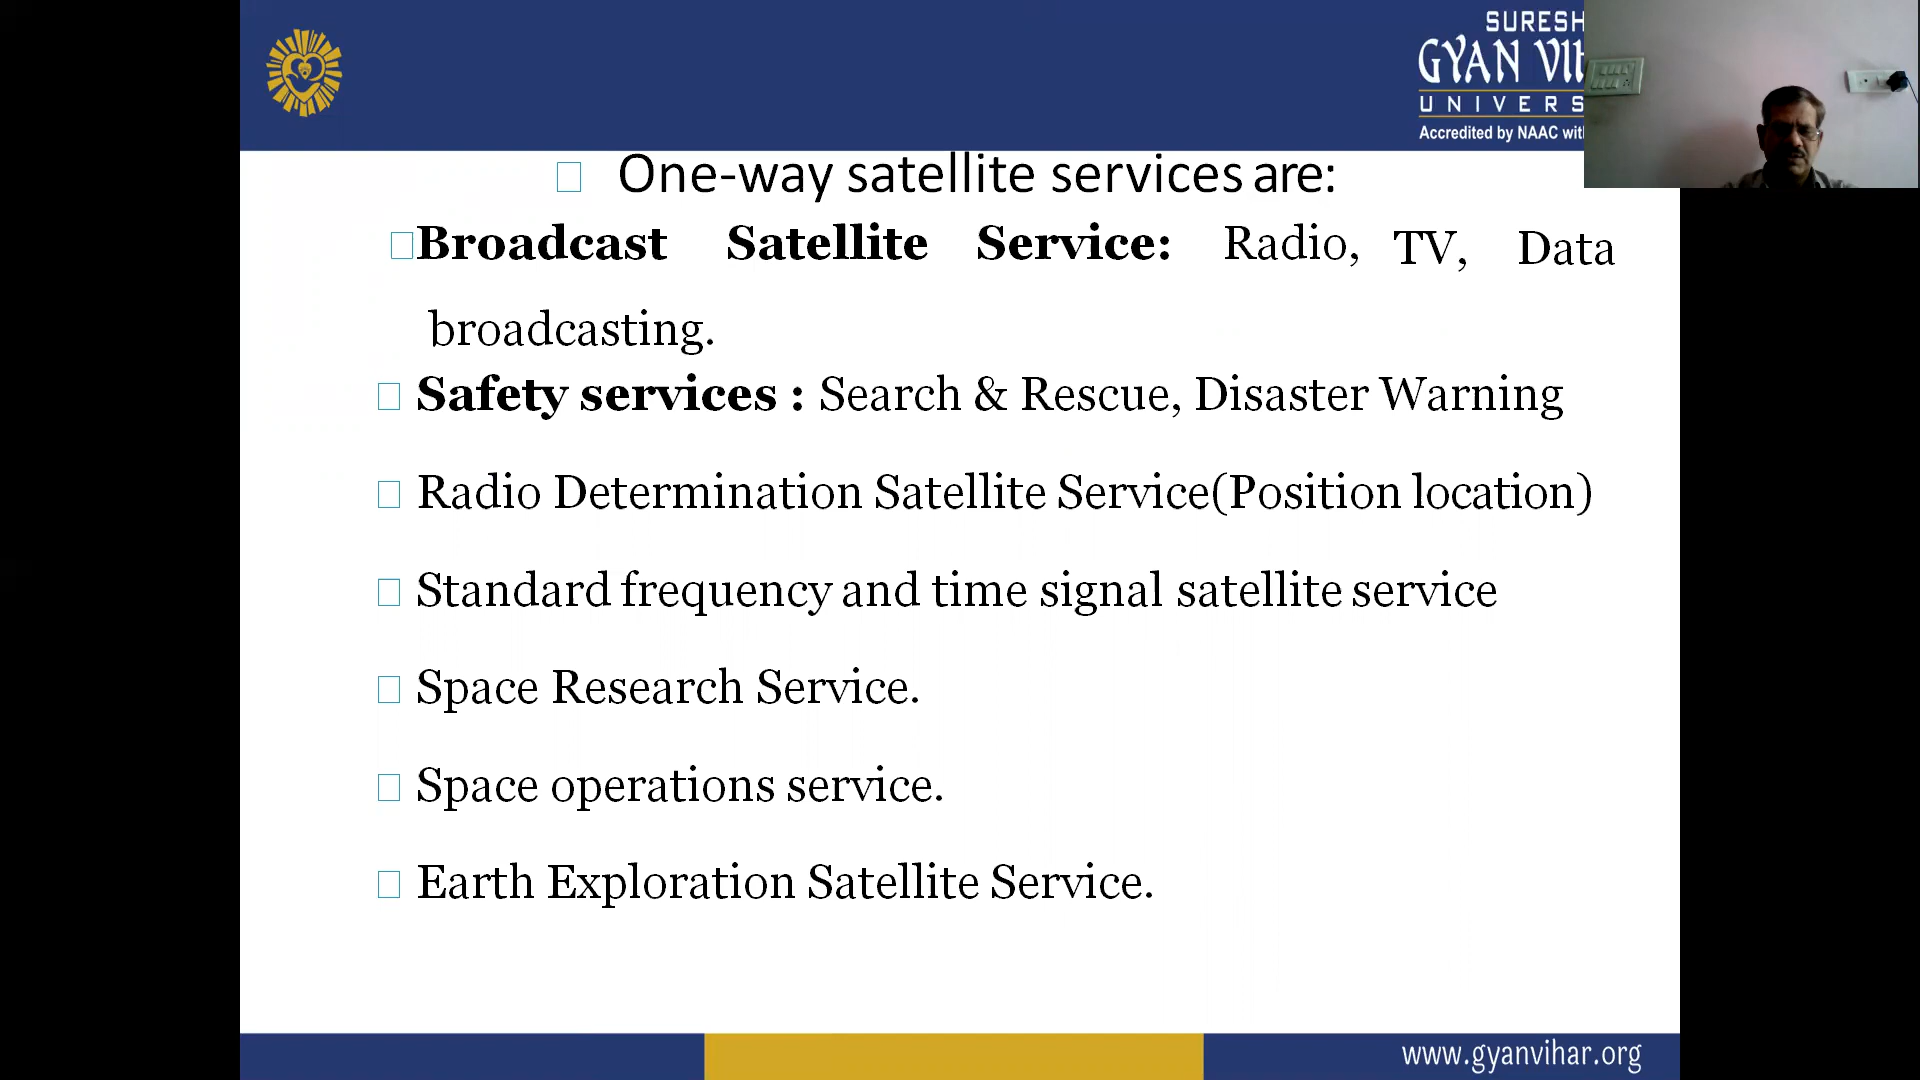 SURESH
GYAN VIH
UNIVERS
Accredited by NAAC with
One-way satellite services are:
Broadcast Satellite Service: Radio, TV, Data
broadcasting.
Safety services : Search & Rescue, Disaster Warning
Radio Determination Satellite Service(Position location)
Standard frequency and time signal satellite service
Space Research Service.
Space operations service.
Earth Exploration Satellite Service.
www.gyanvihar.org